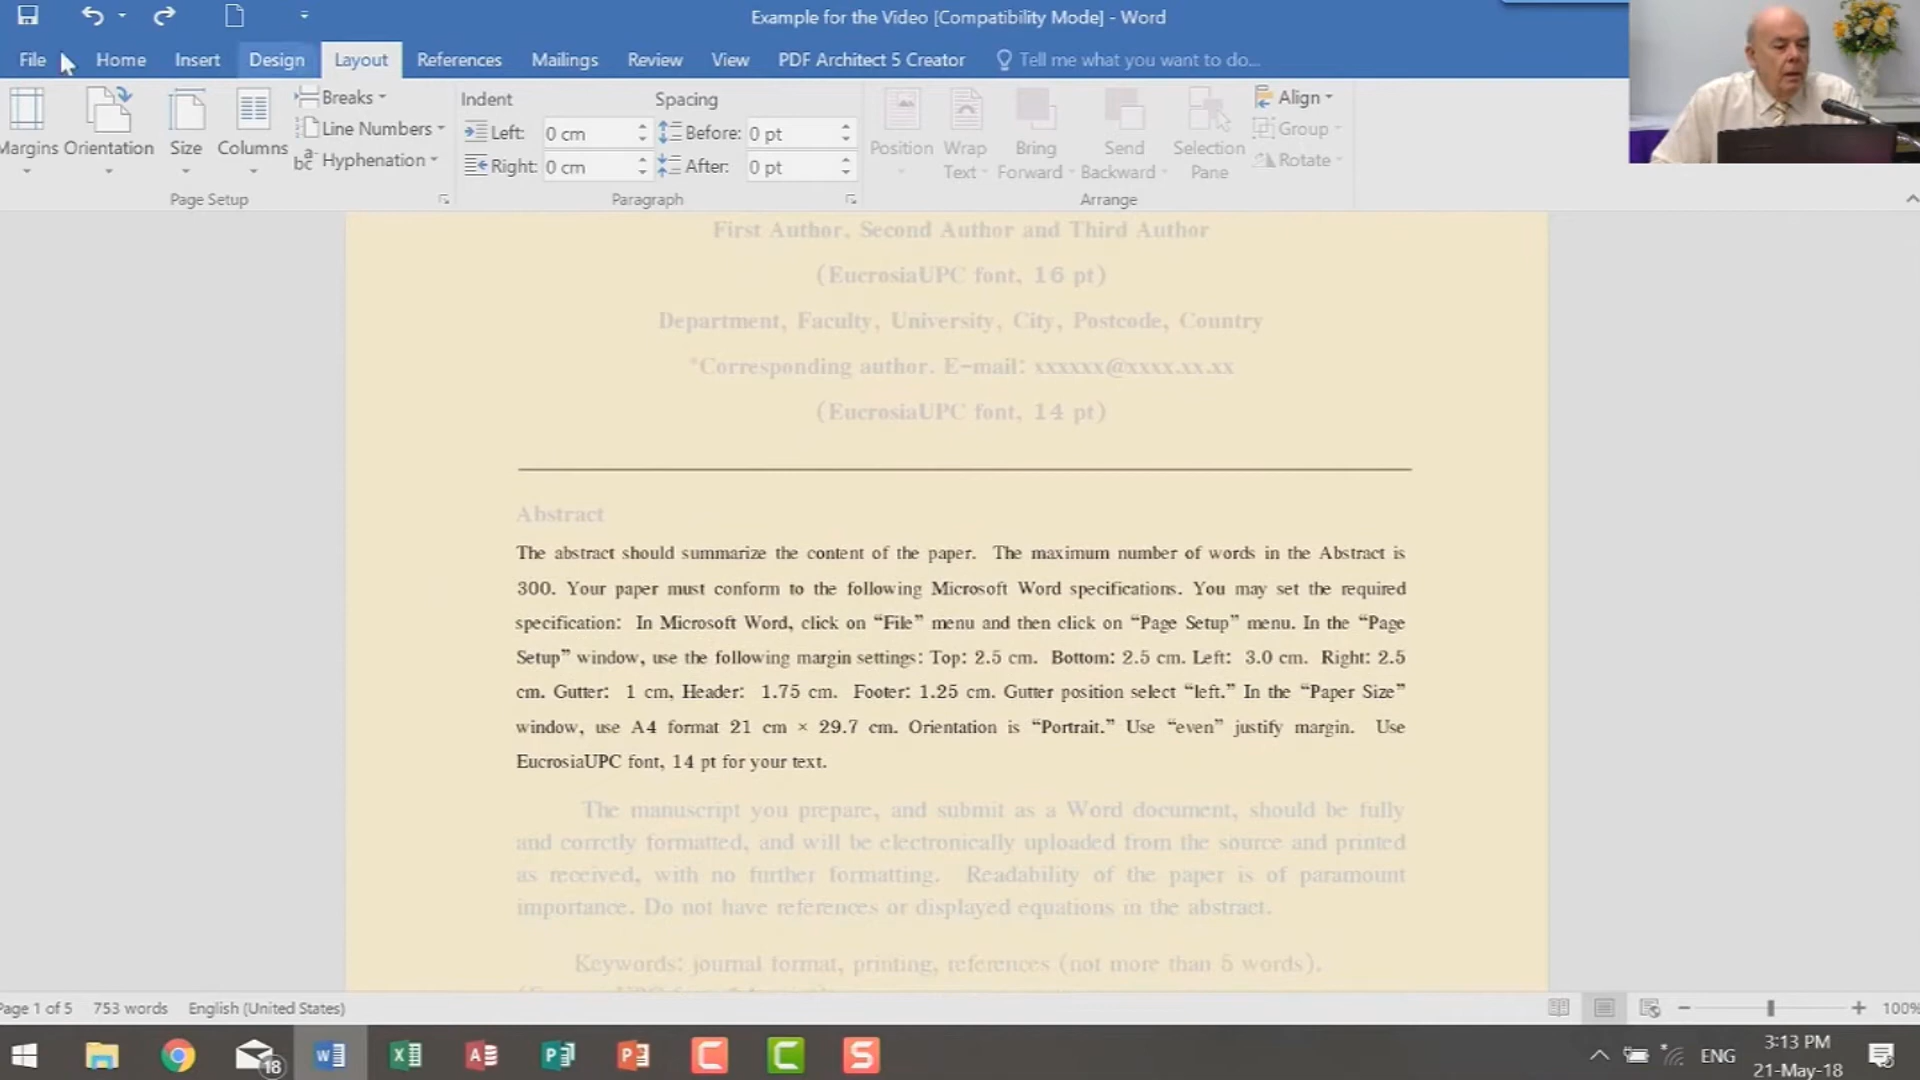 Example for the Video [Compatibility Mode] - Word
File Home Insert Design Layout References Mailings Review View PDF Architect 5 Creator Tell me what you want to do...
Margins Orientation Size Columns
Breaks
Line Numbers
Hyphenation
Page Setup
Indent Spacing
Left: 0 cm Before: 0 pt
Right: 0 cm After: 0 pt
Paragraph
Position Wrap Text Bring Forward Send Backward Selection Pane
Align
Group
Rotate
Arrange
First Author, Second Author and Third Author
(EucrosiaUPC font, 16 pt)
Department, Faculty, University, City, Postcode, Country
*Corresponding author. E-mail: xxxxxx@xxxx.xx.xx
(EucrosiaUPC font, 14 pt)
Abstract
The abstract should summarize the content of the paper. The maximum number of words in the Abstract is
300. Your paper must conform to the following Microsoft Word specifications. You may set the required
specification: In Microsoft Word, click on “File” menu and then click on “Page Setup” menu. In the “Page
Setup” window, use the following margin settings: Top: 2.5 cm. Bottom: 2.5 cm. Left: 3.0 cm. Right: 2.5
cm. Gutter: 1 cm, Header: 1.75 cm. Footer: 1.25 cm. Gutter position select “left.” In the “Paper Size”
window, use A4 format 21 cm × 29.7 cm. Orientation is “Portrait.” Use “even” justify margin. Use
EucrosiaUPC font, 14 pt for your text.
The manuscript you prepare, and submit as a Word document, should be fully
and corrctly formatted, and will be electronically uploaded from the source and printed
as received, with no further formatting. Readability of the paper is of paramount
importance. Do not have references or displayed equations in the abstract.
Keywords: journal format, printing, references (not more than 5 words).
Page 1 of 5 753 words English (United States) 100%
18
ENG
3:13 PM
21-May-18